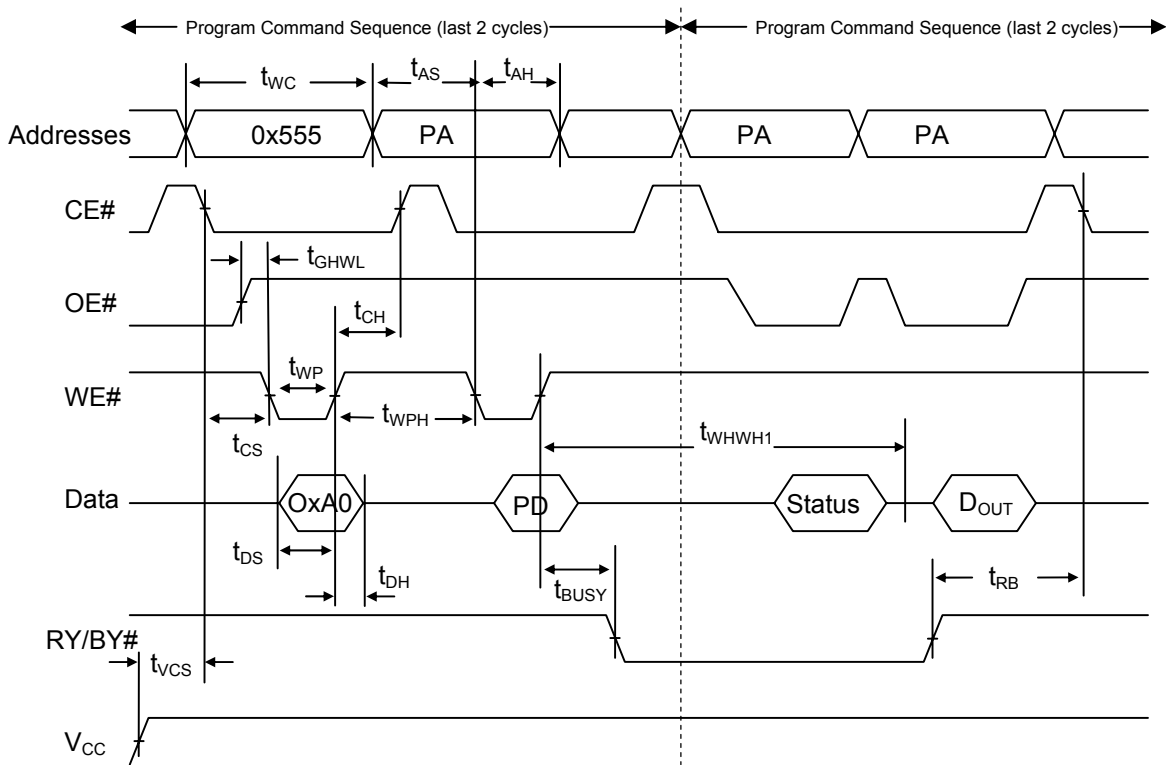 Program Command Sequence (last 2 cycles) Program Command Sequence (last 2 cycles)
tWC tAS tAH
Addresses 0x555 PA PA PA
CE#
tGHWL
OE#
tCH
tWP
WE#
tWPH
tCS tWHWH1
Data OxA0 PD Status DOUT
tDS tDH tBUSY tRB
RY/BY#
tVCS
VCC